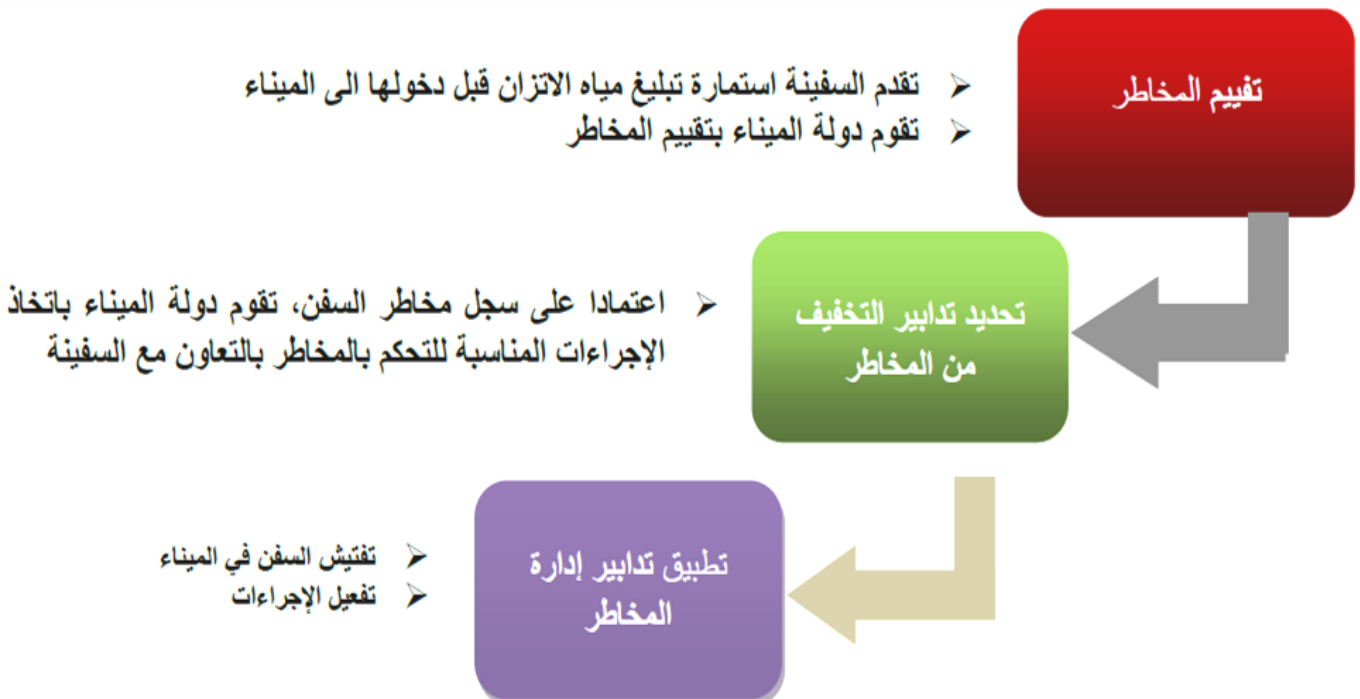 تفييم المخاطر
تقدم السفينة استمارة تبليغ مياه الاتزان قبل دخولها الى الميناء
تقوم دولة الميناء بتقييم المخاطر
تحديد تدابير التخفيف
من المخاطر
اعتمادا على سجل مخاطر السفن، تقوم دولة الميناء باتخاذ
الإجراءات المناسبة للتحكم بالمخاطر بالتعاون مع السفينة
تطبيق تدابير إدارة
المخاطر
تفتيش السفن في الميناء
تفعيل الإجراءات